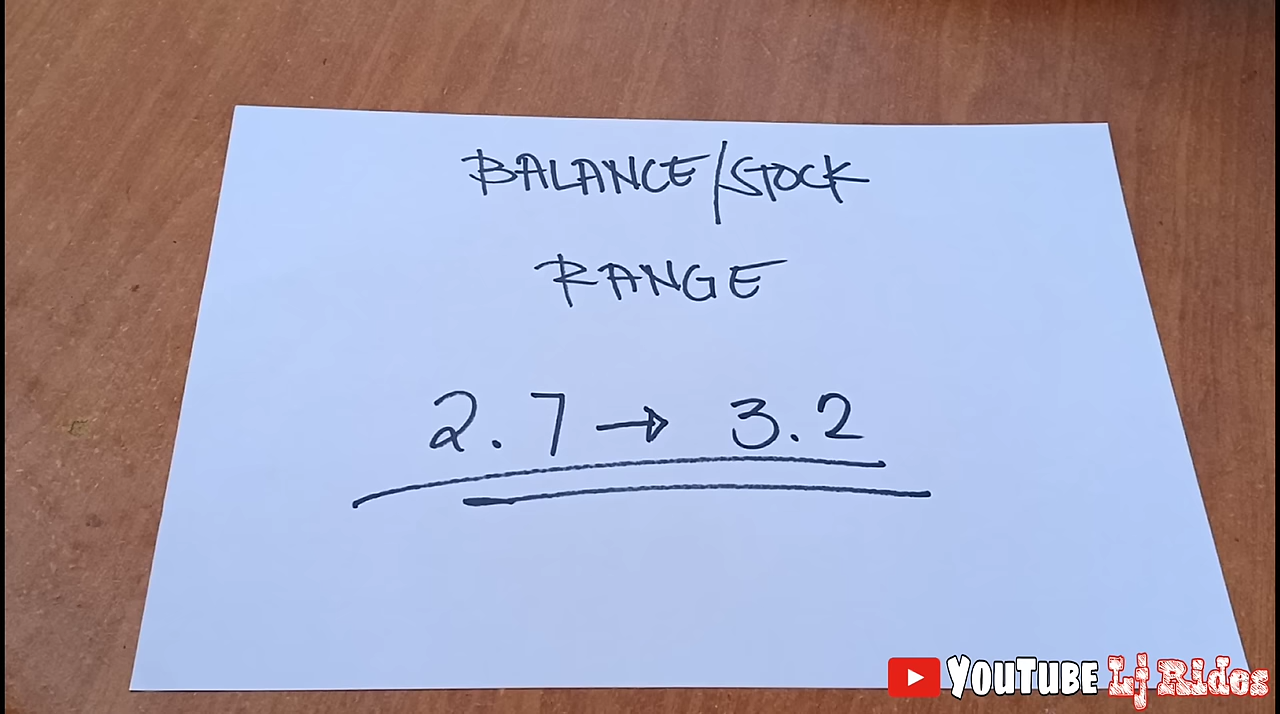 BALANCE/STOCK
RANGE
2.7 → 3.2
YOUTUBE Lj Rides